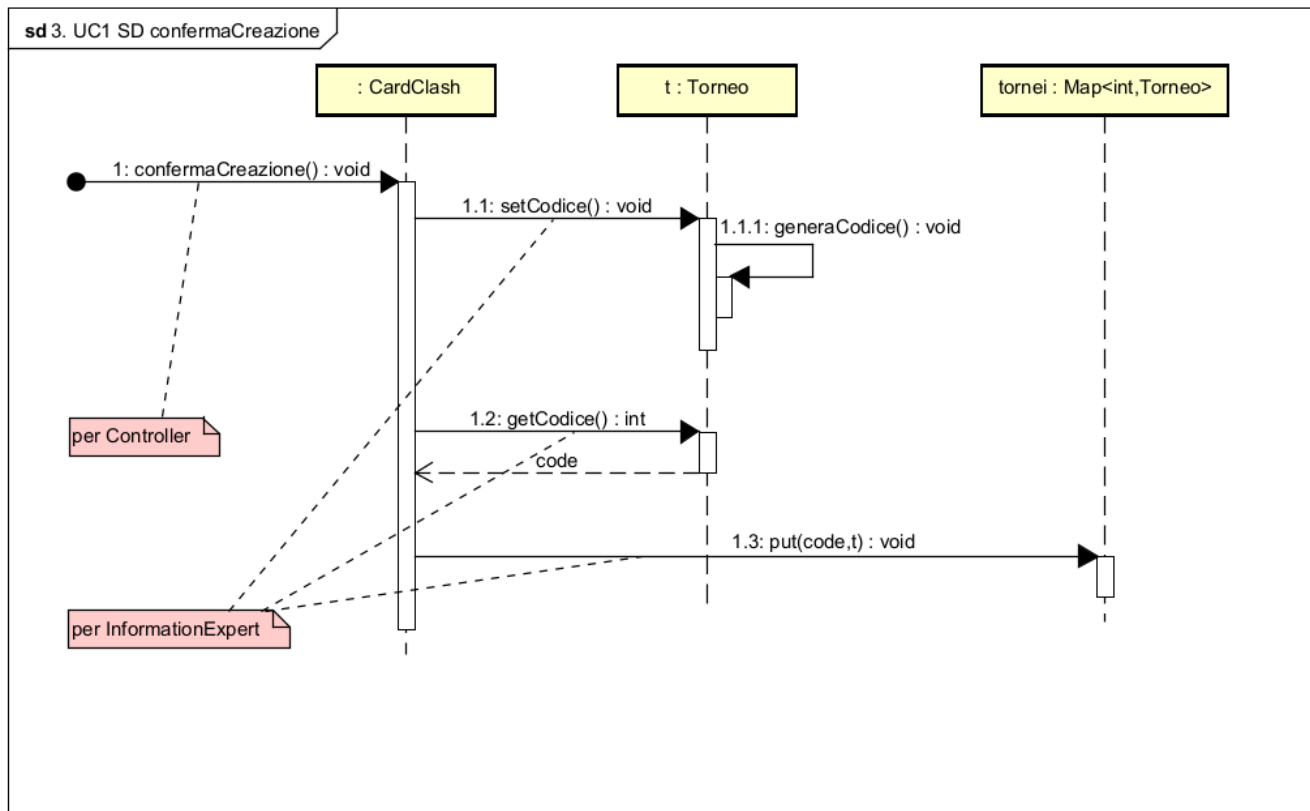 sd 3. UC1 SD confermaCreazione
: CardClash
t : Torneo
tornei : Map<int,Torneo>
1: confermaCreazione() : void
1.1: setCodice() : void
1.1.1: generaCodice() : void
per Controller
1.2: getCodice() : int
code
1.3: put(code,t) : void
per InformationExpert